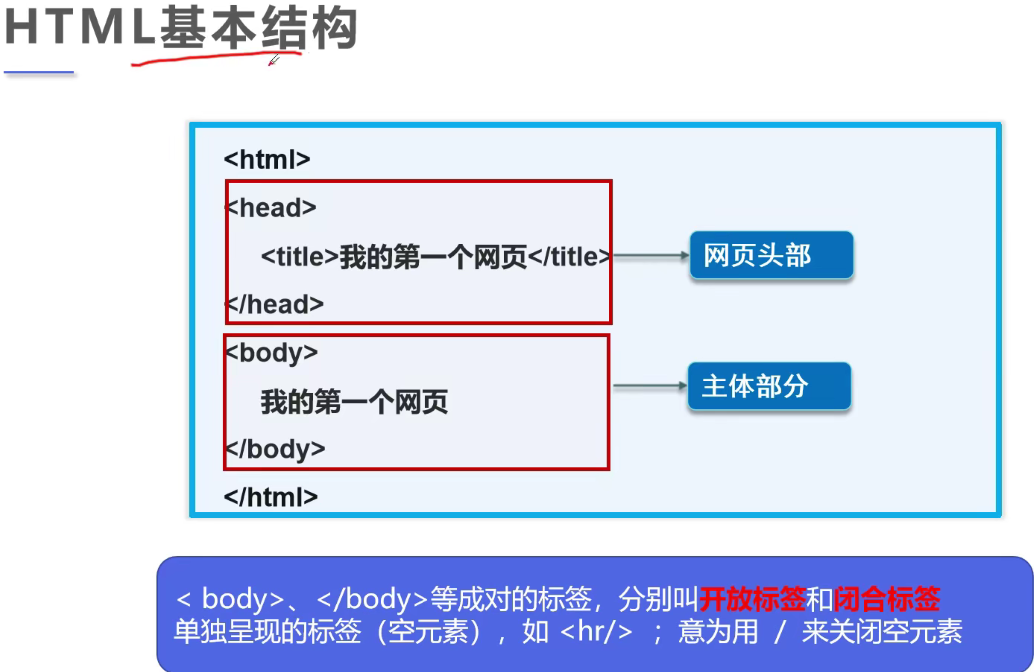 HTML基本结构
<html>
<head>
<title>我的第一个网页</title>
网页头部
</head>
<body>
我的第一个网页
主体部分
</body>
</html>
< body>、</body>等成对的标签，分别叫开放标签和闭合标签
单独呈现的标签（空元素），如 <hr/> ；意为用 / 来关闭空元素